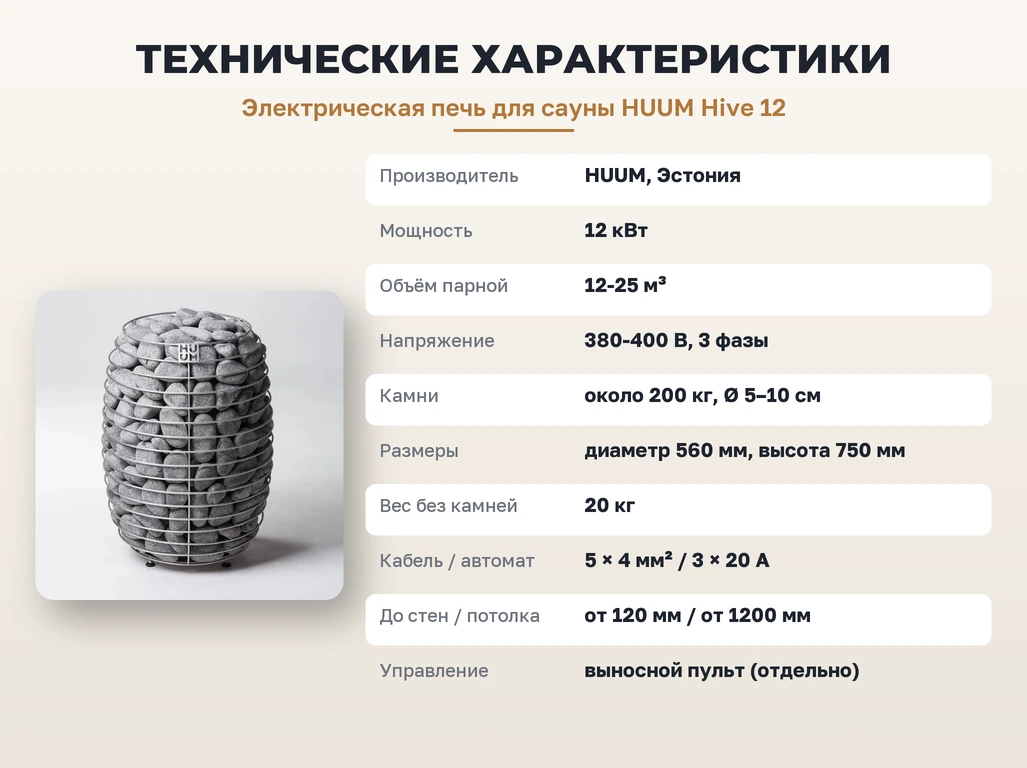 ТЕХНИЧЕСКИЕ ХАРАКТЕРИСТИКИ
Электрическая печь для сауны HUUM Hive 12
Производитель HUUM, Эстония
Мощность 12 кВт
Объём парной 12-25 м³
Напряжение 380-400 В, 3 фазы
Камни около 200 кг, Ø 5–10 см
Размеры диаметр 560 мм, высота 750 мм
Вес без камней 20 кг
Кабель / автомат 5 × 4 мм² / 3 × 20 А
До стен / потолка от 120 мм / от 1200 мм
Управление выносной пульт (отдельно)
HU
UM